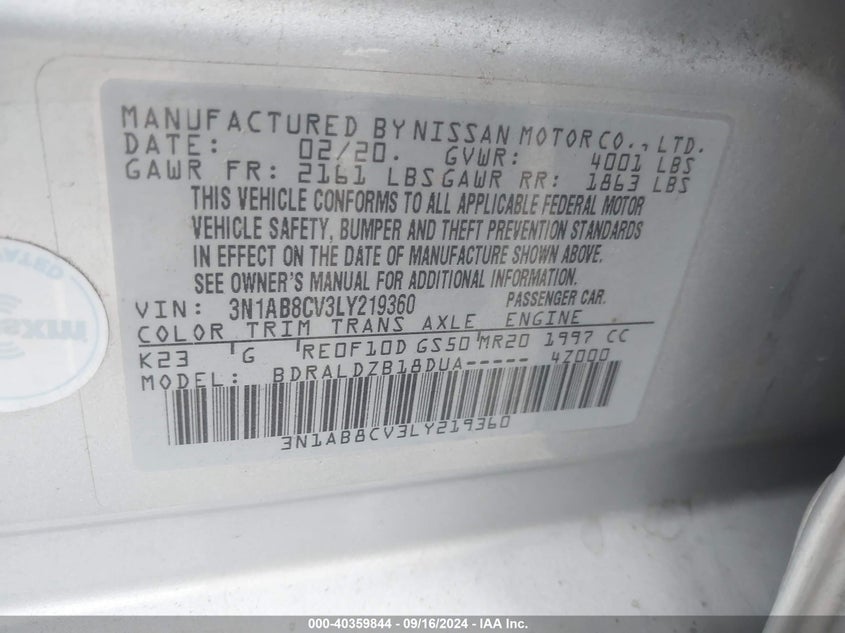 MANUFACTURED BY NISSAN MOTOR CO., LTD.
DATE: 02/20. GVWR: 4001 LBS
GAWR FR: 2161 LBS GAWR RR: 1863 LBS
THIS VEHICLE CONFORMS TO ALL APPLICABLE FEDERAL MOTOR
VEHICLE SAFETY, BUMPER AND THEFT PREVENTION STANDARDS
IN EFFECT ON THE DATE OF MANUFACTURE SHOWN ABOVE.
SEE OWNER'S MANUAL FOR ADDITIONAL INFORMATION.
VIN: 3N1AB8CV3LY219360 PASSENGER CAR.
COLOR TRIM TRANS AXLE ENGINE
K23 'G 'RE0F10D GS50'MR20 1997 CC
MODEL: BDRALDZB18DUA----- 4Z000
3N1AB8CV3LY219360
000-40359844 - 09/16/2024 - IAA Inc.